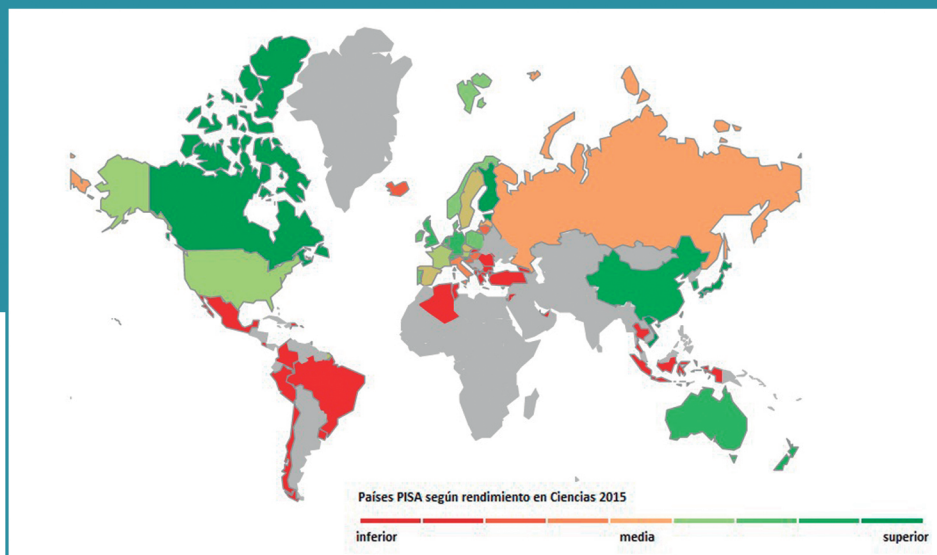 Países PISA según rendimiento en Ciencias 2015
inferior media superior